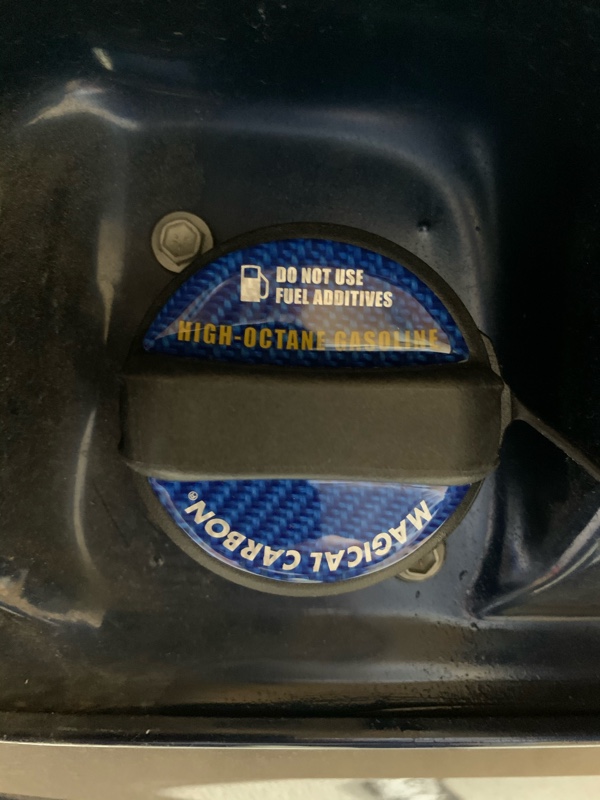 DO NOT USE
FUEL ADDITIVES
HIGH-OCTANE GASOLINE
MAGICAL CARBON®